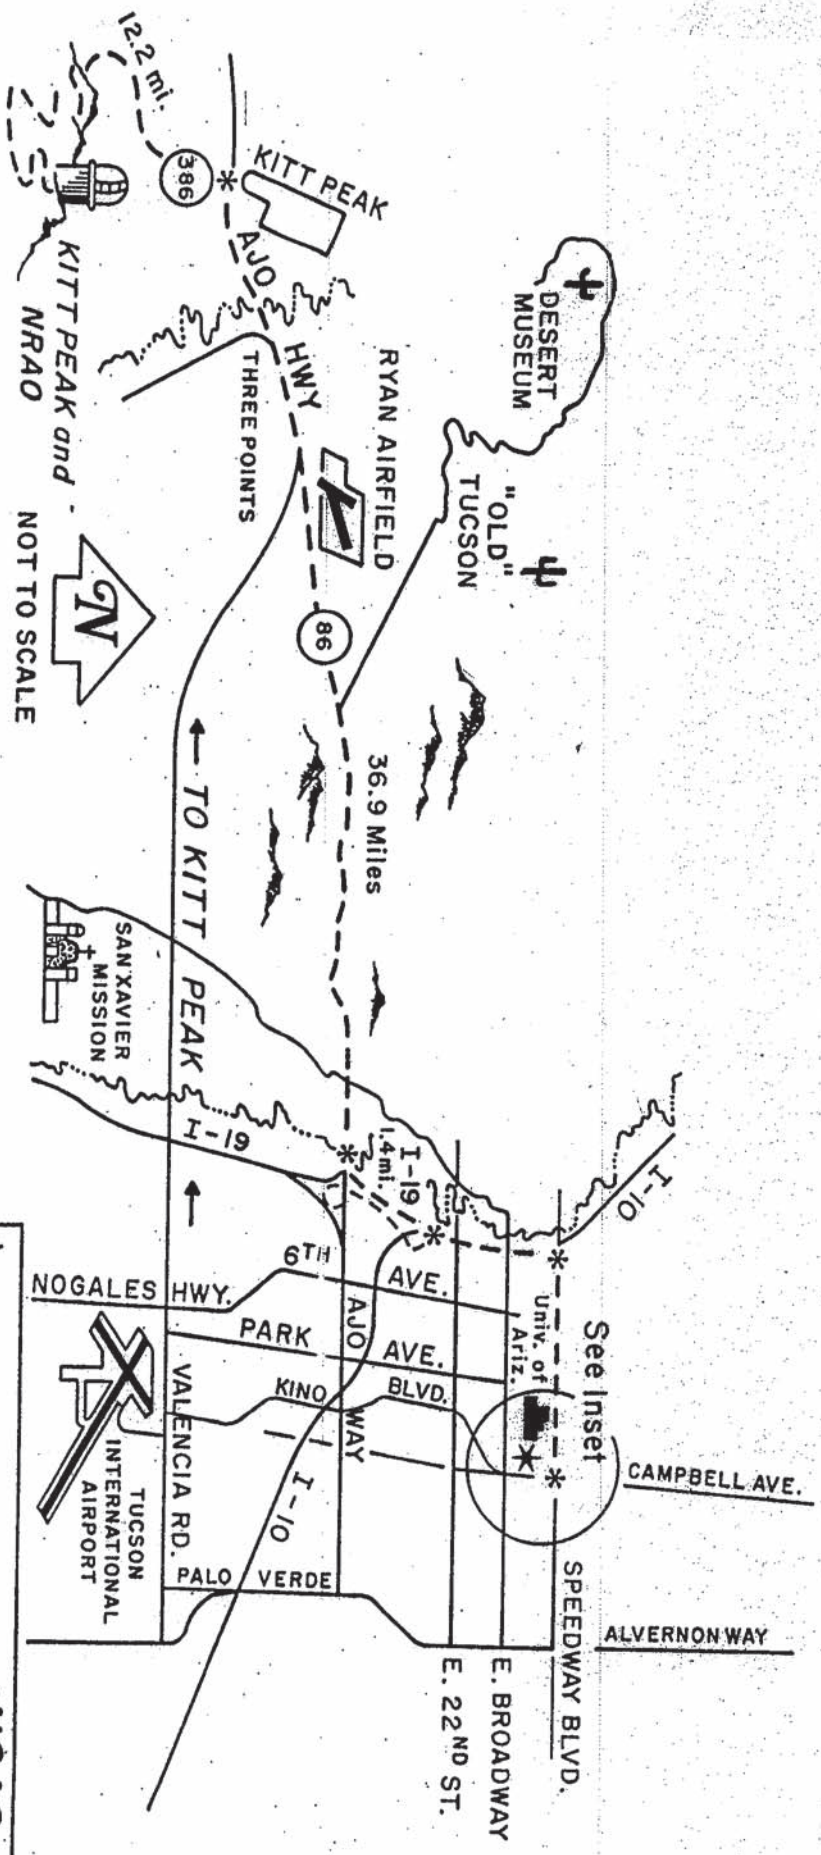 12.2 mi.
386
KITT PEAK
AJO
HWY
KITT PEAK and
NRAO
THREE POINTS
RYAN AIRFIELD
DESERT
MUSEUM
"OLD"
TUCSON
N
NOT TO SCALE
86
36.9 Miles
← TO KITT PEAK ←
SAN XAVIER
MISSION
I-19
I-19
1.4 mi.
I-10
See Inset
Univ. of
Ariz.
6TH AVE.
NOGALES HWY.
PARK AVE.
KINO BLVD.
AJO WAY
I-10
VALENCIA RD.
TUCSON
INTERNATIONAL
AIRPORT
PALO VERDE
CAMPBELL AVE.
SPEEDWAY BLVD.
ALVERNON WAY
E. BROADWAY
E. 22ND ST.